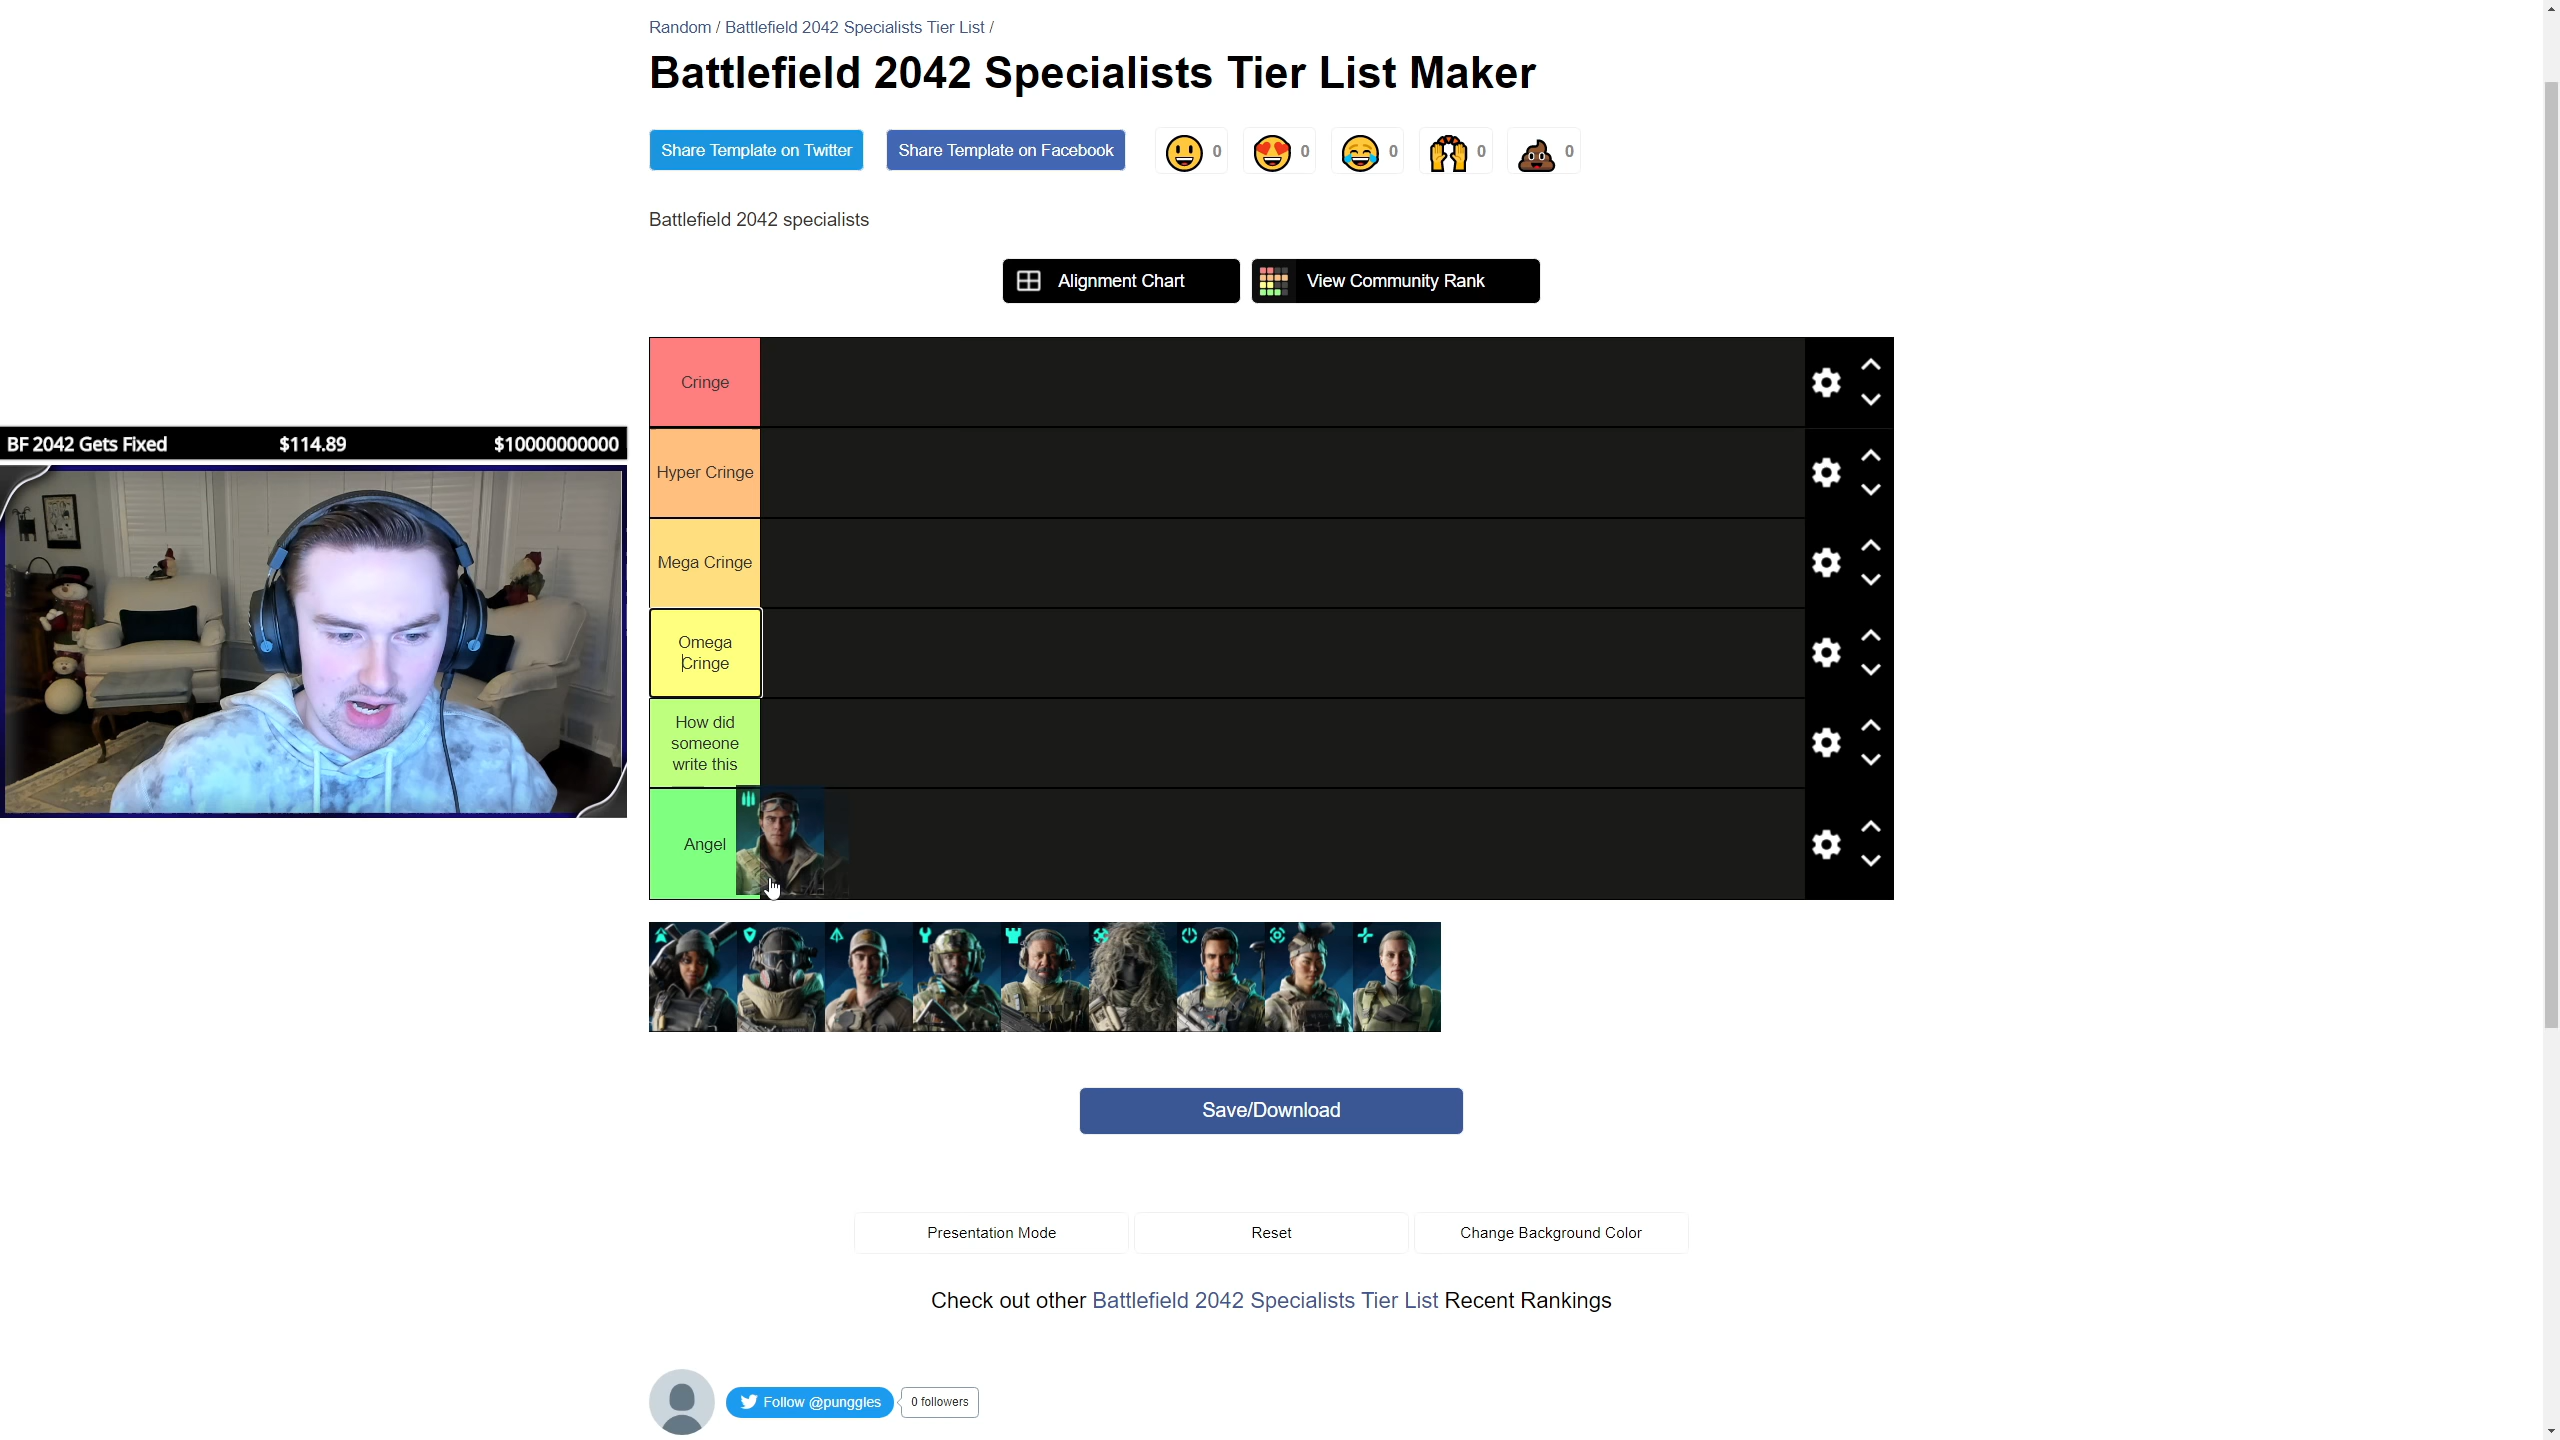 Random / Battlefield 2042 Specialists Tier List /
Battlefield 2042 Specialists Tier List Maker
Share Template on Twitter
Share Template on Facebook
0
0
0
0
0
Battlefield 2042 specialists
Alignment Chart
View Community Rank
Cringe
BF 2042 Gets Fixed
$114.89
$10000000000
Hyper Cringe
Mega Cringe
Omega
Cringe
How did
someone
write this
Angel
Save/Download
Presentation Mode
Reset
Change Background Color
Check out other Battlefield 2042 Specialists Tier List Recent Rankings
Follow @punggles
0 followers